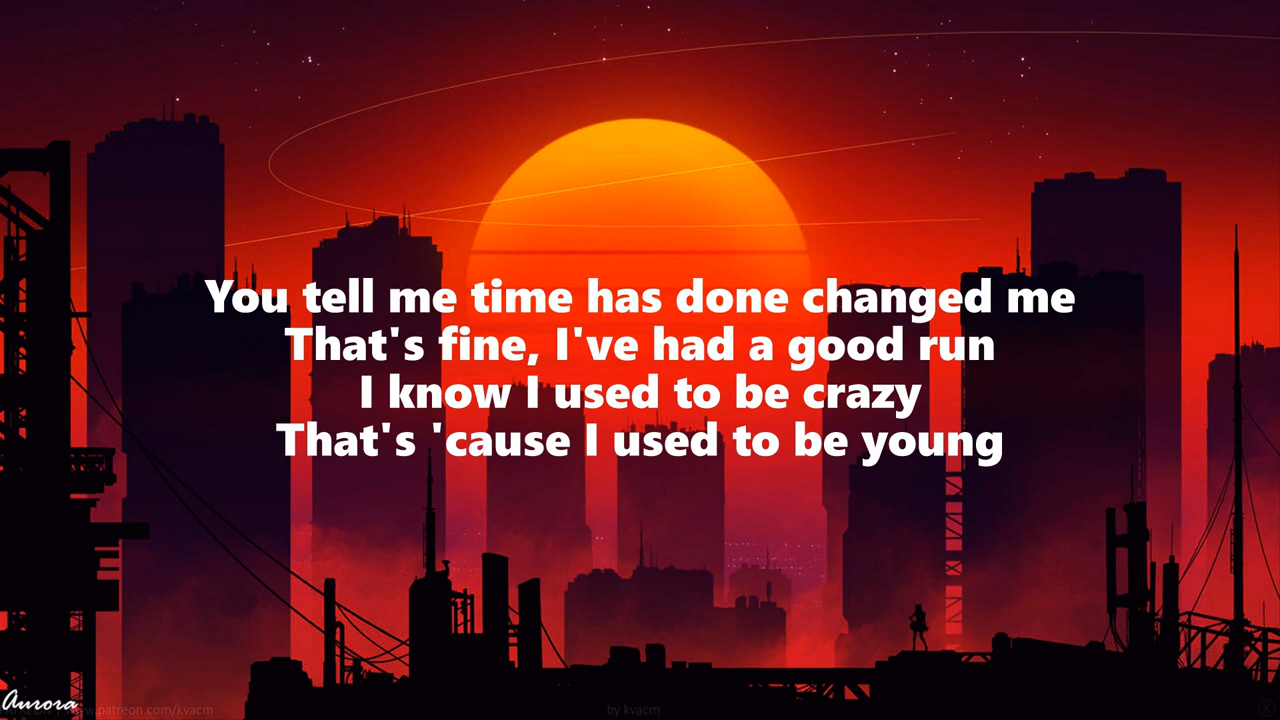 You tell me time has done changed me
That's fine, I've had a good run
I know I used to be crazy
That's 'cause I used to be young
Aurora
www.patreon.com/kvacm
by kvacm